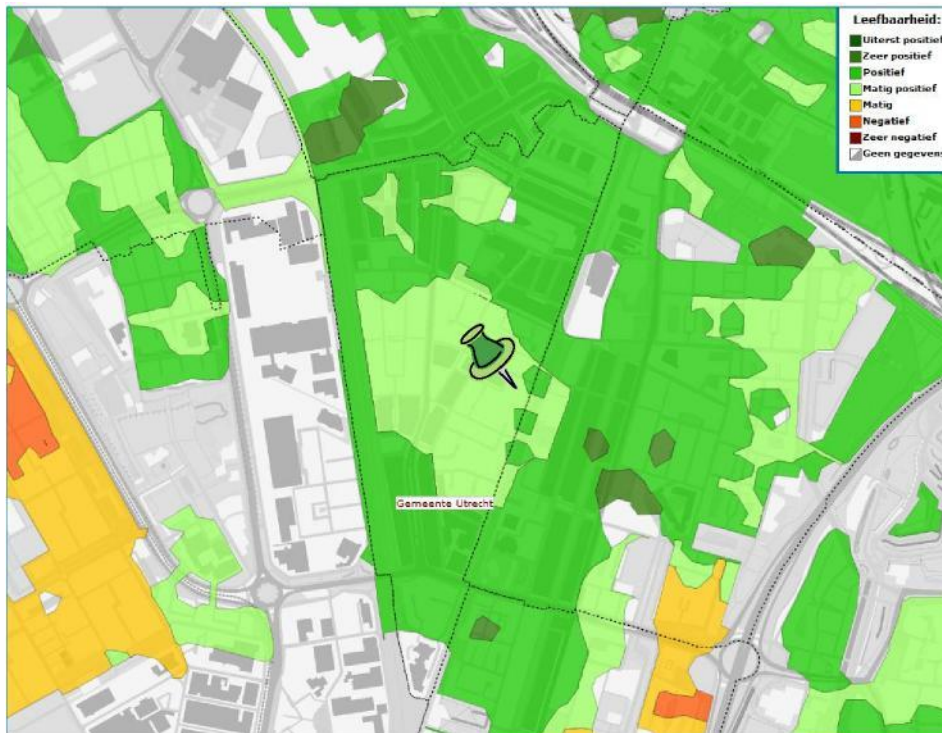 Leefbaarheid:
Uiterst positief
Zeer positief
Positief
Matig positief
Matig
Negatief
Zeer negatief
Geen gegevens
Gemeente Utrecht